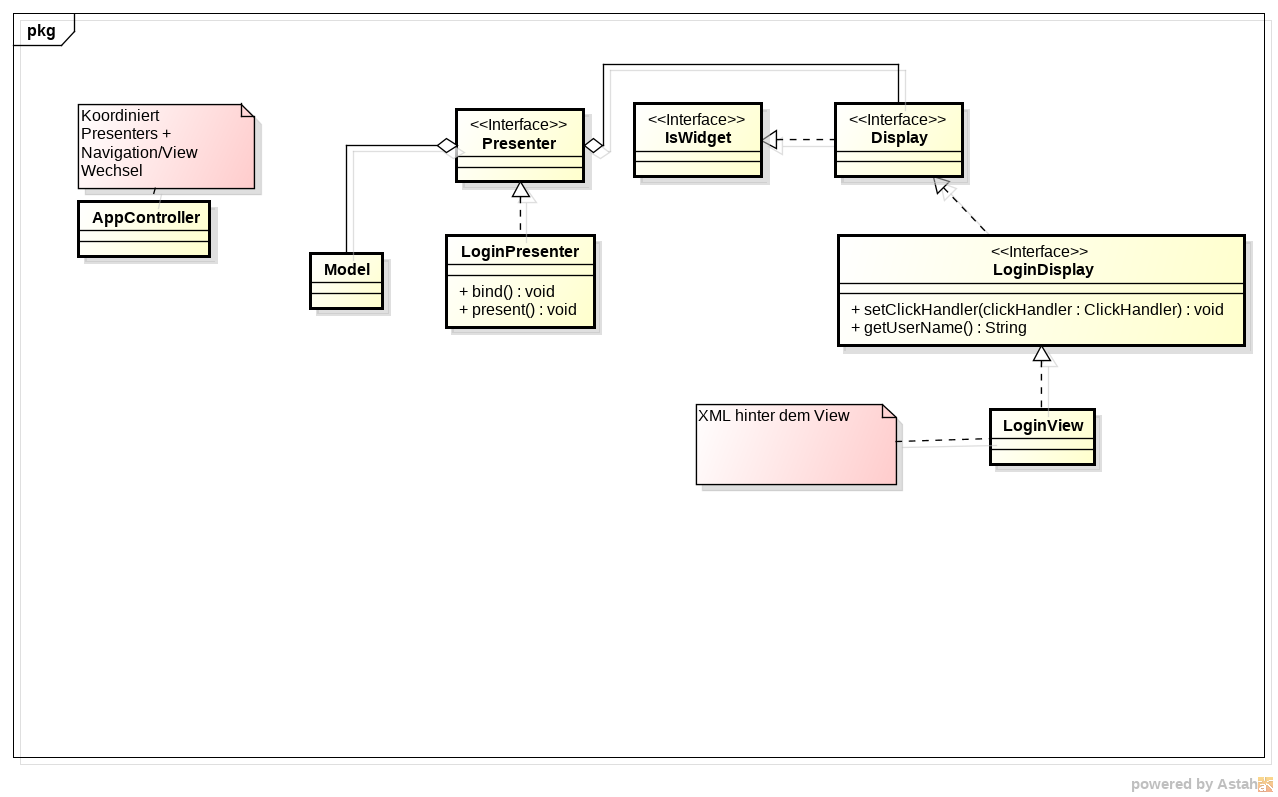 pkg
Koordiniert
Presenters +
Navigation/View
Wechsel
AppController
<<Interface>>
Presenter
<<Interface>>
IsWidget
<<Interface>>
Display
Model
LoginPresenter
+ bind() : void
+ present() : void
<<Interface>>
LoginDisplay
+ setClickHandler(clickHandler : ClickHandler) : void
+ getUserName() : String
XML hinter dem View
LoginView
powered by Astah